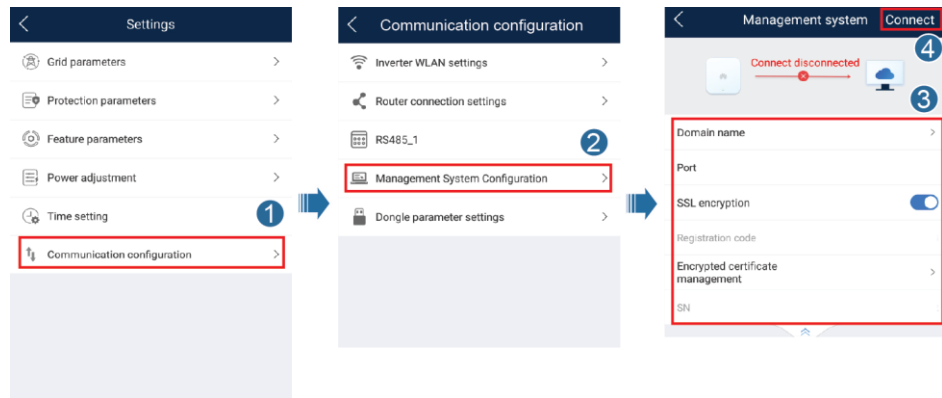 Settings
Grid parameters
Protection parameters
Feature parameters
Power adjustment
Time setting
1
Communication configuration
Communication configuration
Inverter WLAN settings
Router connection settings
RS485_1
2
Management System Configuration
Dongle parameter settings
Management system
Connect
4
Connect disconnected
3
Domain name
Port
SSL encryption
Registration code
Encrypted certificate
management
SN